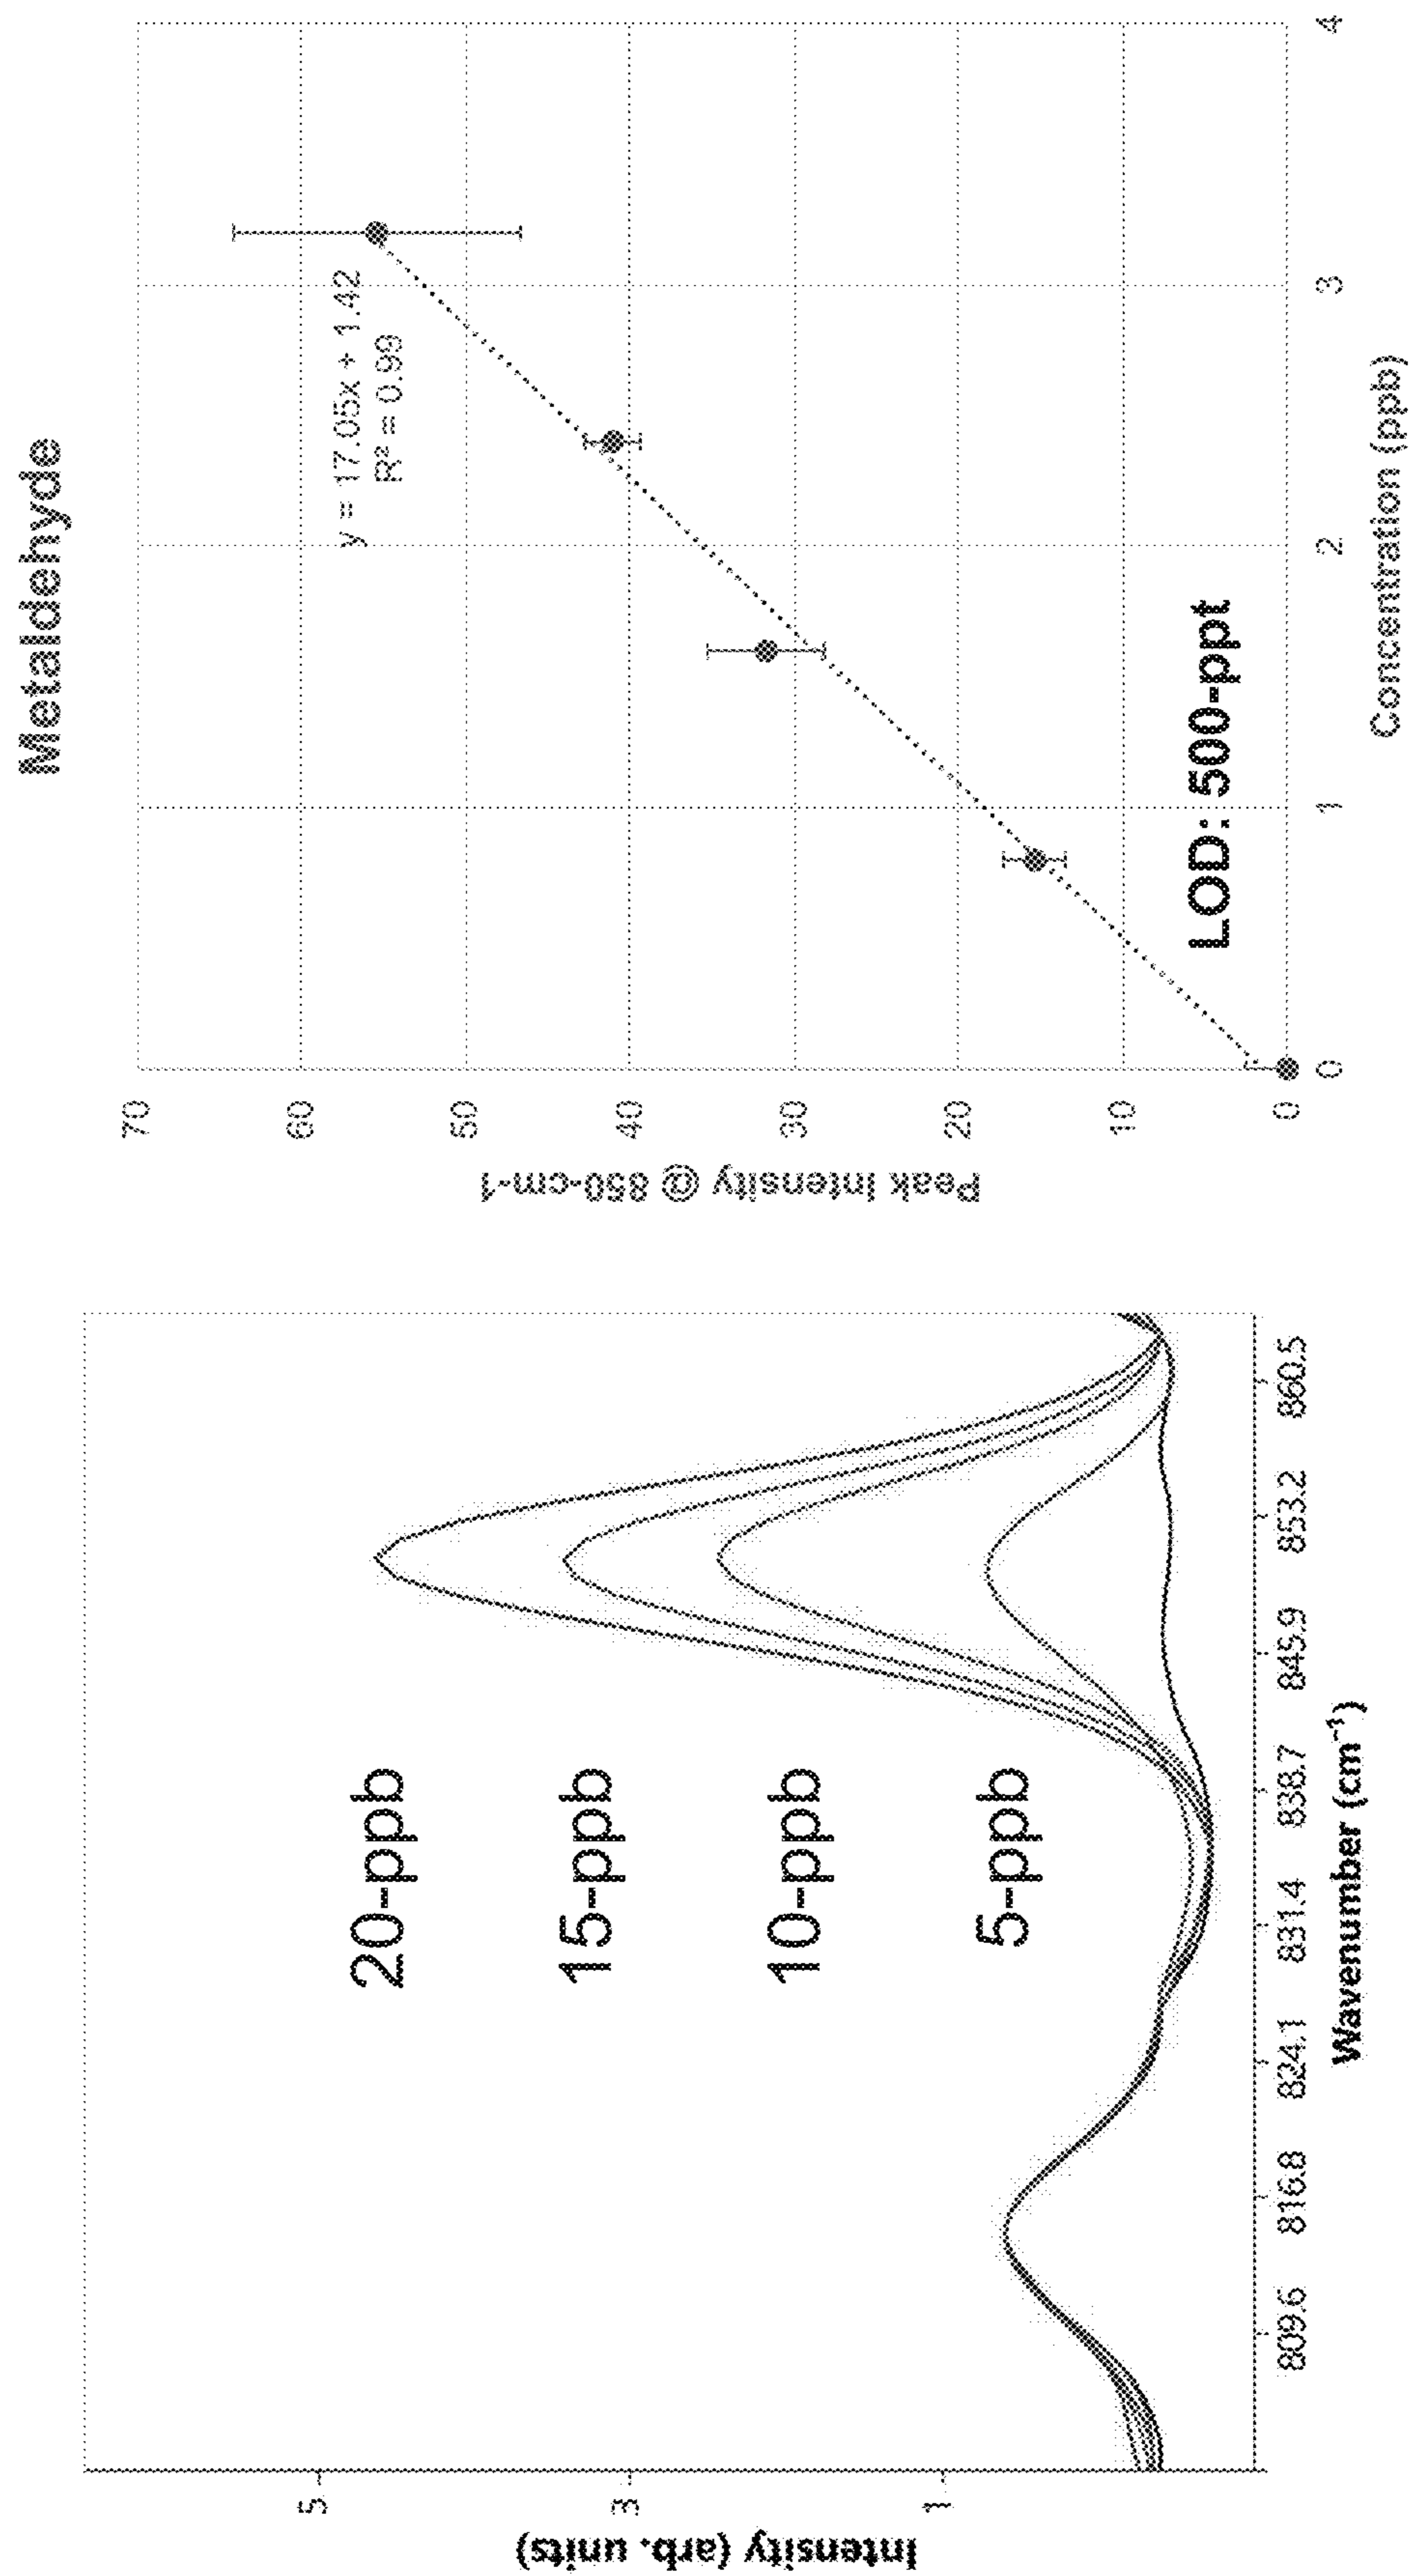 Intensity (arb. units)
5
3
1
20-ppb
15-ppb
10-ppb
5-ppb
809.6 816.8 824.1 831.4 838.7 845.9 853.2 860.5
Wavenumber (cm⁻¹)
Metaldehyde
Peak Intensity @ 850-cm-1
70
60
50
40
30
20
10
0
y = 17.05x + 1.42
R² = 0.99
LOD: 500-ppt
0 1 2 3 4
Concentration (ppb)